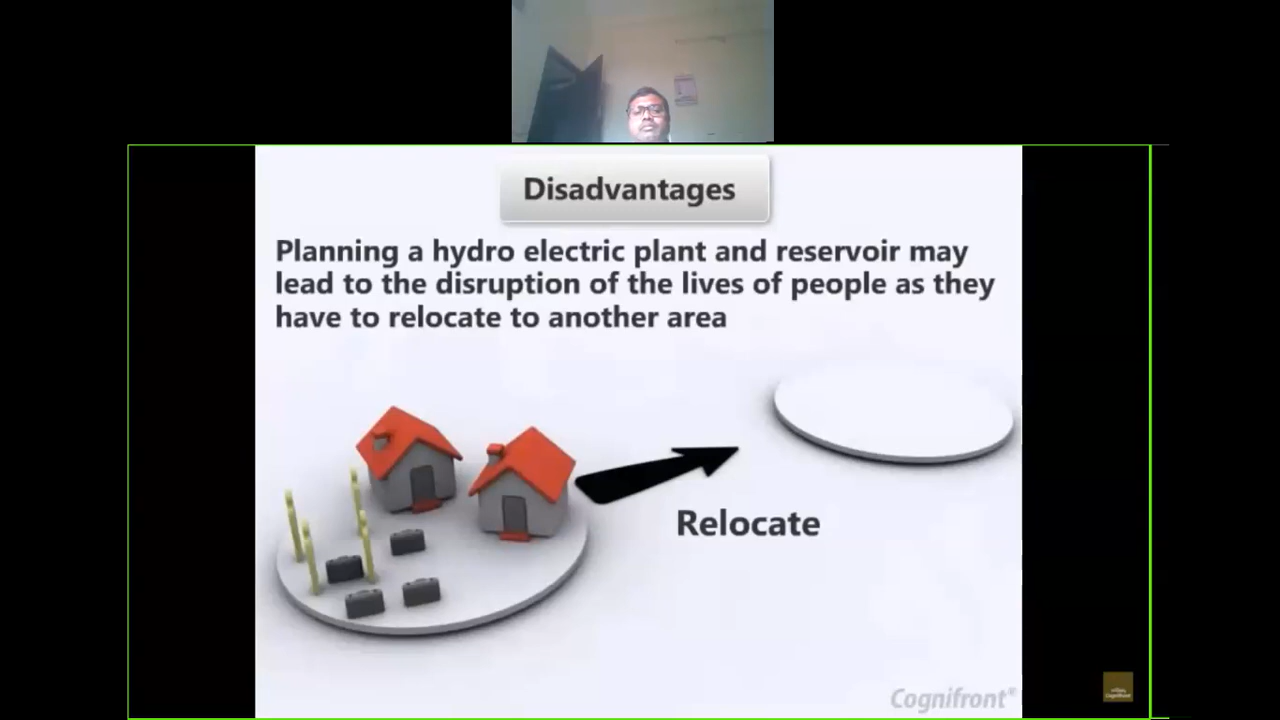 Disadvantages
Planning a hydro electric plant and reservoir may
lead to the disruption of the lives of people as they
have to relocate to another area
Relocate
Cognifront®